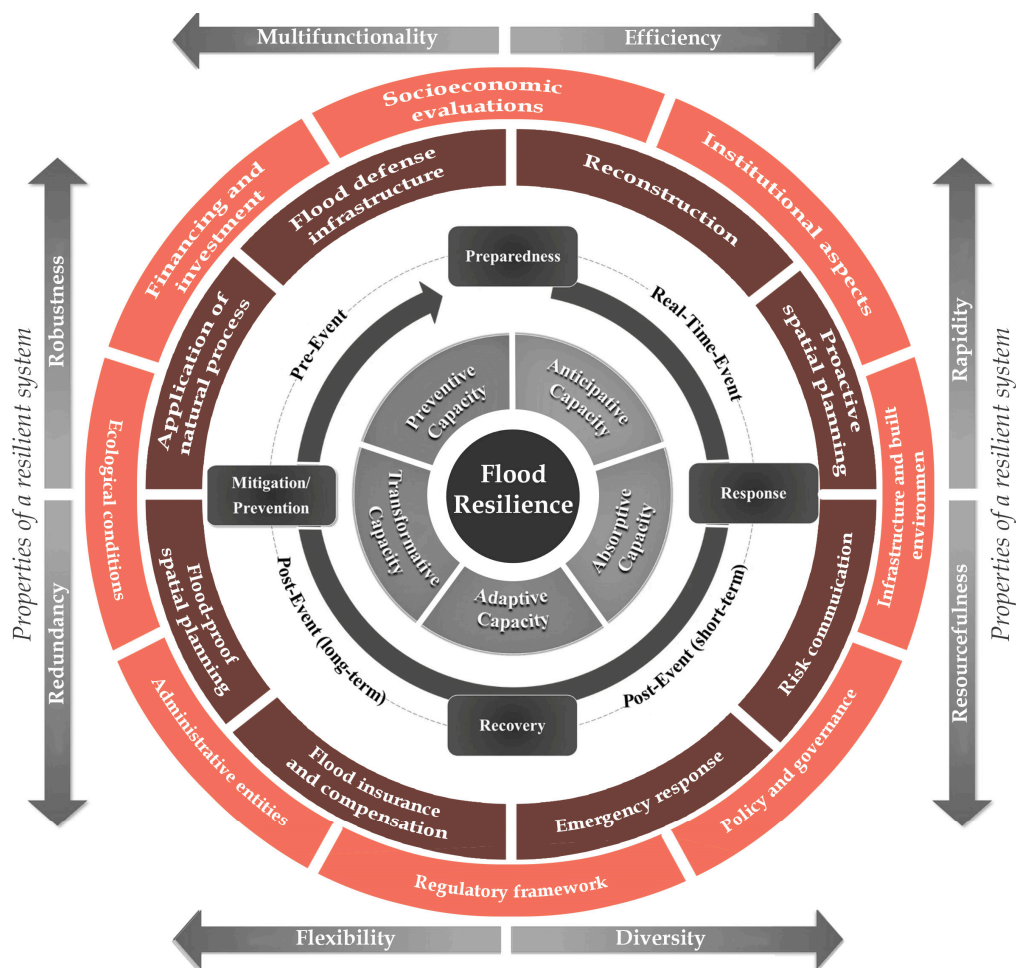 Multifunctionality
Efficiency
Socioeconomic
evaluations
Financing and
investment
Institutional aspects
Flood defense
infrastructure
Reconstruction
Properties of a resilient system
Robustness
Redundancy
Rapidity
Resourcefulness
Properties of a resilient system
Application of
natural process
Proactive
spatial planning
Preparedness
Pre-Event
Real-Time-Event
Preventive
Capacity
Anticipative
Capacity
Flood
Resilience
Mitigation/
Prevention
Response
Transformative
Capacity
Absorptive
Capacity
Adaptive
Capacity
Ecological conditions
Infrastructure and built
environmen
Post-Event (long-term)
Post-Event (short-term)
Recovery
Flood-proof
spatial planning
Risk commuication
Flood insurance
and compensation
Emergency response
Administrative entities
Policy and governance
Regulatory framework
Flexibility
Diversity